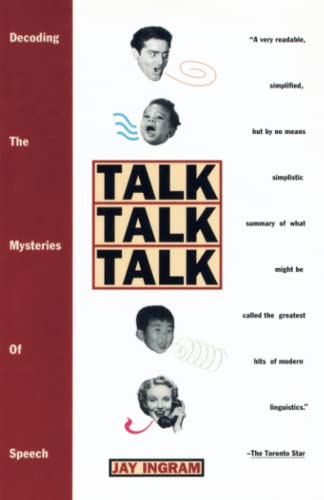 Decoding
The
Mysteries
Of
Speech
TALK
TALK
TALK
JAY INGRAM
“A very readable,
simplified,
but by no means
simplistic
summary of what
might be
called the greatest
hits of modern
linguistics.”
–The Toronto Star